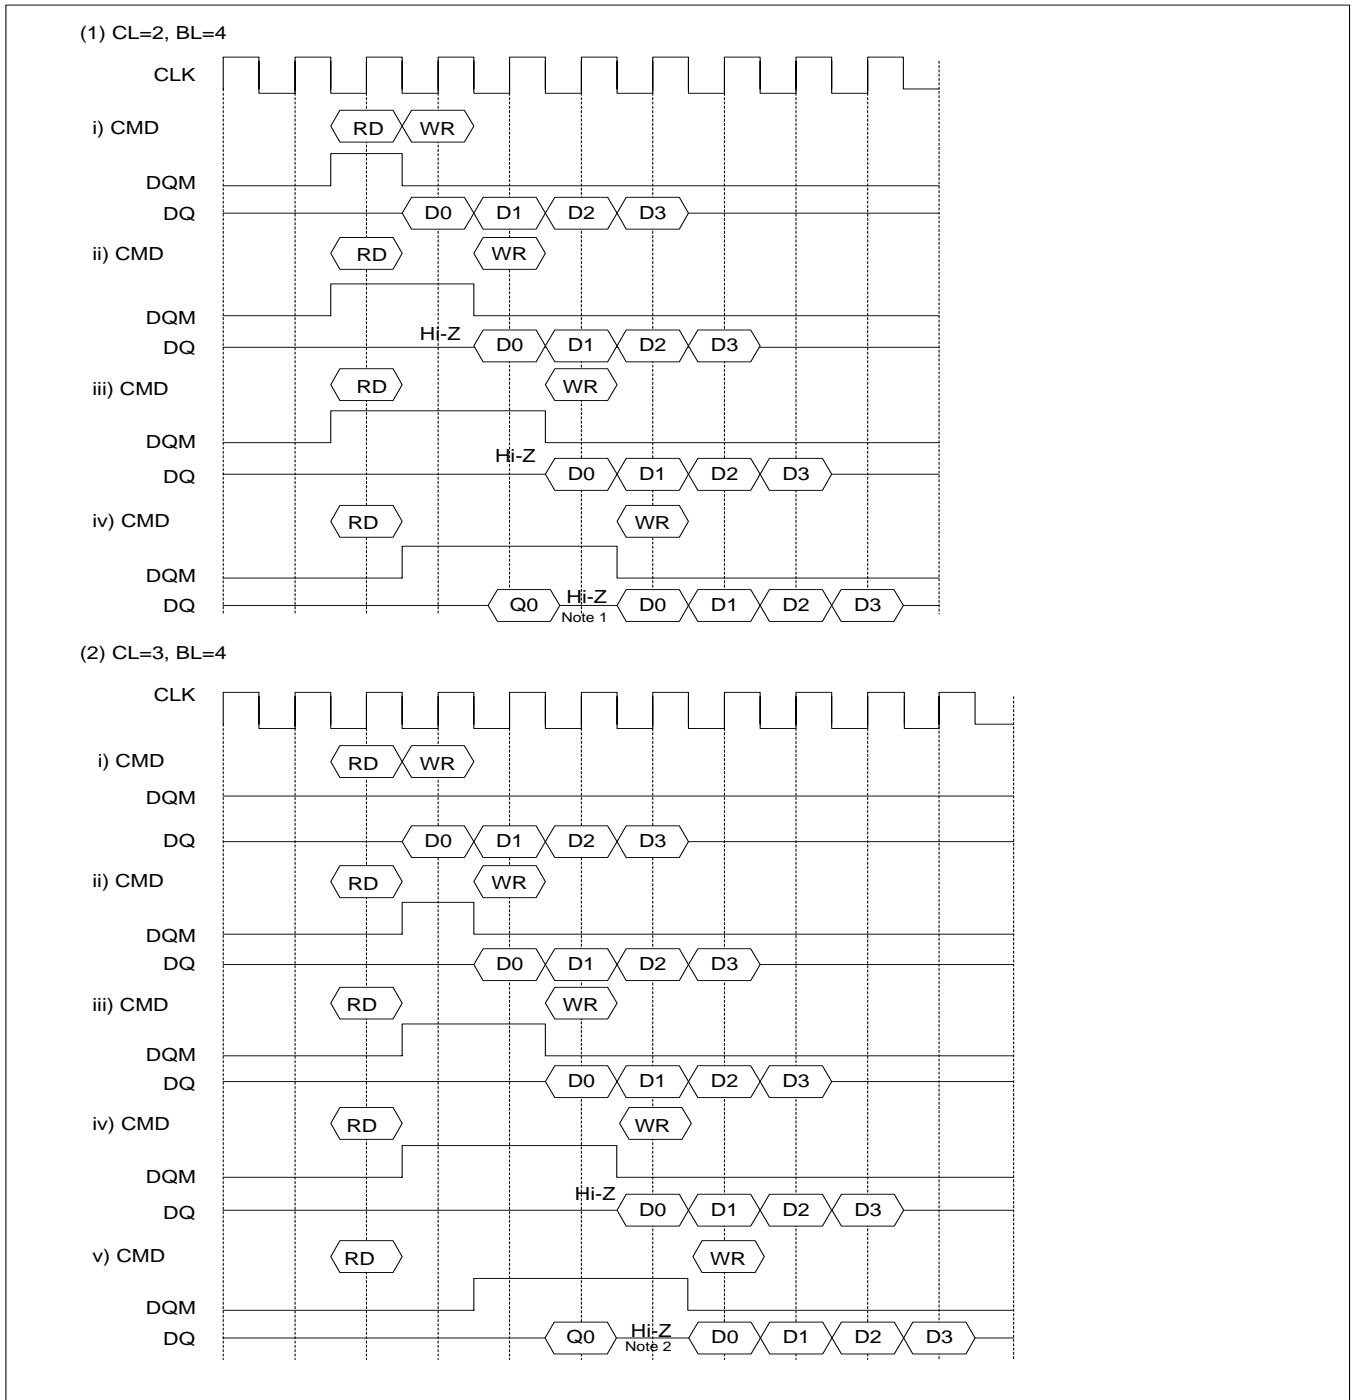 (1) CL=2, BL=4
CLK
i) CMD RD WR
DQM
DQ D0 D1 D2 D3
ii) CMD RD WR
DQM
DQ Hi-Z D0 D1 D2 D3
iii) CMD RD WR
DQM
DQ Hi-Z D0 D1 D2 D3
iv) CMD RD WR
DQM
DQ Q0 Hi-Z D0 D1 D2 D3
Note 1
(2) CL=3, BL=4
CLK
i) CMD RD WR
DQM
DQ D0 D1 D2 D3
ii) CMD RD WR
DQM
DQ D0 D1 D2 D3
iii) CMD RD WR
DQM
DQ D0 D1 D2 D3
iv) CMD RD WR
DQM
DQ Hi-Z D0 D1 D2 D3
v) CMD RD WR
DQM
DQ Q0 Hi-Z D0 D1 D2 D3
Note 2